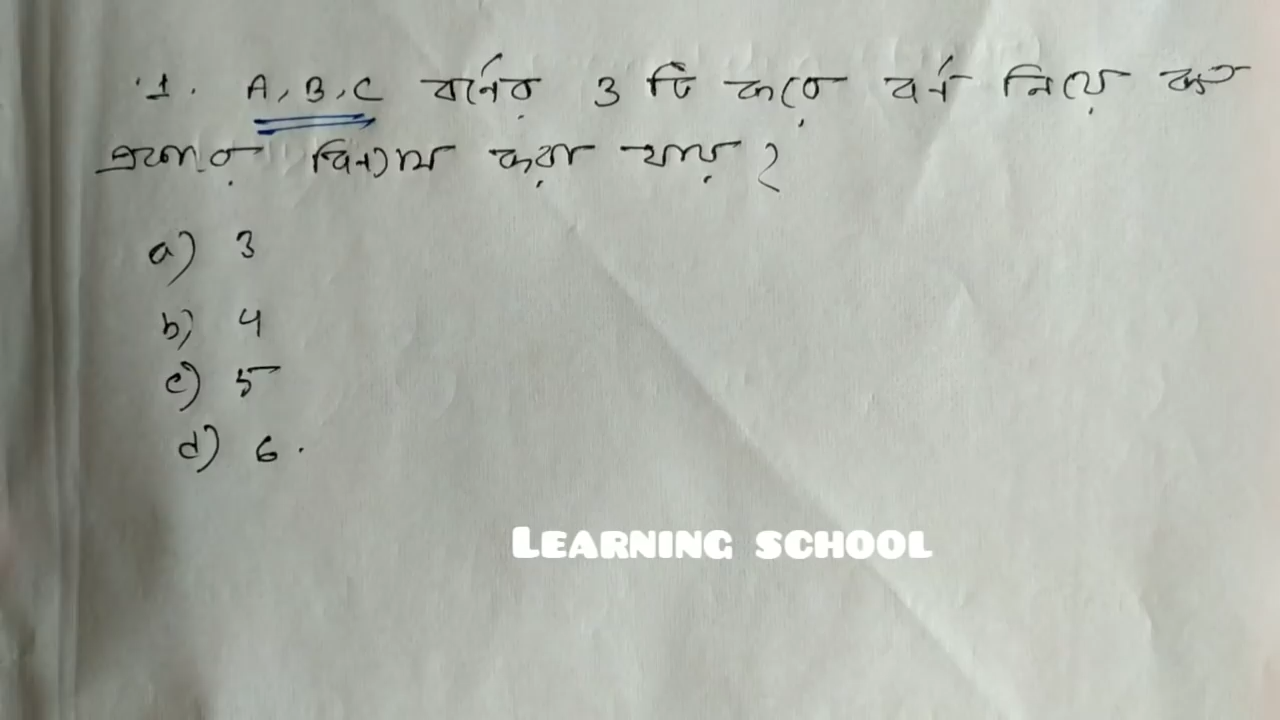 1. A, B, C বর্নের 3 টি করে বর্ন নিয়ে কত
প্রকারে বিন্যাস করা যায় ?
a) 3
b) 4
c) 5
d) 6.
LEARNING SCHOOL